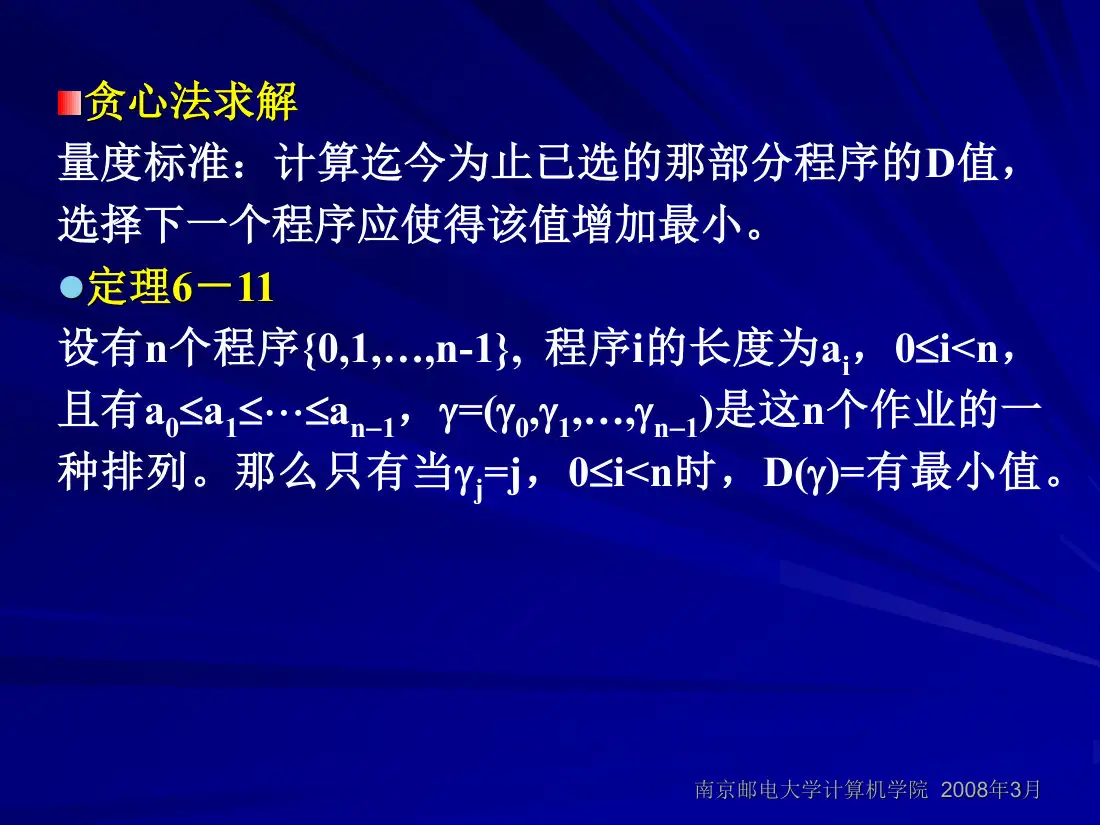 贪心法求解
量度标准：计算迄今为止已选的那部分程序的D值，
选择下一个程序应使得该值增加最小。
定理6－11
设有n个程序{0,1,…,n-1}, 程序i的长度为aᵢ，0≤i<n，
且有a₀≤a₁≤⋯≤aₙ₋₁，γ=(γ₀,γ₁,…,γₙ₋₁)是这n个作业的一
种排列。那么只有当γⱼ=j，0≤i<n时，D(γ)=有最小值。
南京邮电大学计算机学院 2008年3月